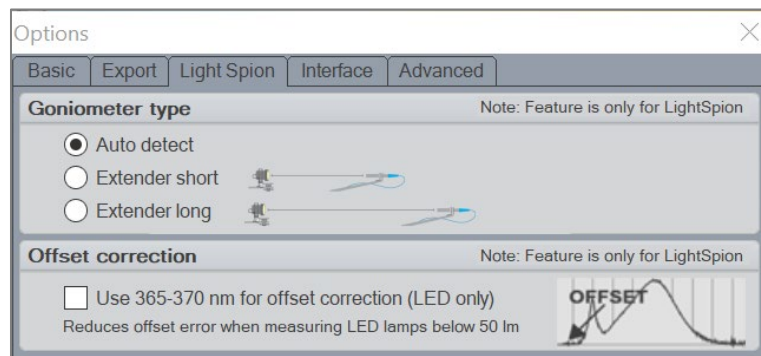 Options
Basic Export Light Spion Interface Advanced
Goniometer type Note: Feature is only for LightSpion
Auto detect
Extender short
Extender long
Offset correction Note: Feature is only for LightSpion
Use 365-370 nm for offset correction (LED only)
Reduces offset error when measuring LED lamps below 50 lm
OFFSET